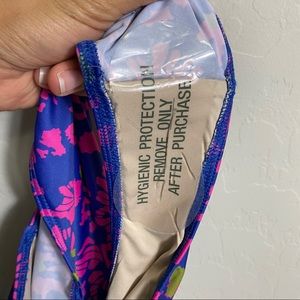 HYGIENIC PROTECTION!
REMOVE ONLY
AFTER PURCHASE